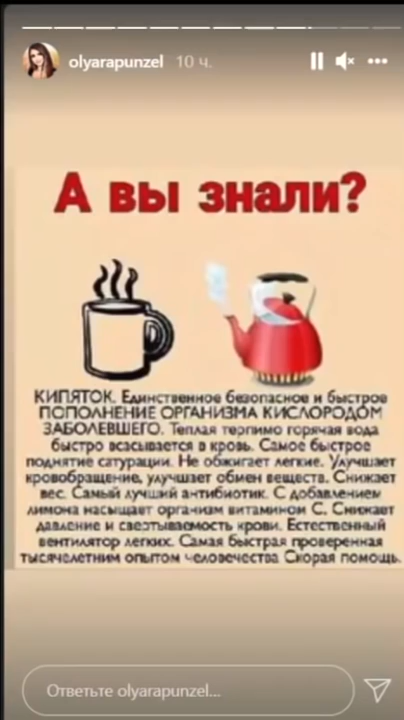 olyarapunzel 10 ч.
А вы знали?
КИПЯТОК. Единственное безопасное и быстрое
ПОПОЛНЕНИЕ ОРГАНИЗМА КИСЛОРОДОМ
ЗАБОЛЕВШЕГО. Теплая терпимо горячая вода
быстро всасывается в кровь. Самое быстрое
поднятие сатурации. Не обжигает легкие. Улучшает
кровобращение, улучшает обмен веществ. Снижает
вес. Самый лучший антибиотик. С добавлением
лимона насыщает организм витамином С. Снижает
давление и свертываемость крови. Естественный
вентилятор легких. Самая быстрая проверенная
тысячелетним опытом человечества Скорая помощь.
Ответьте olyarapunzel...